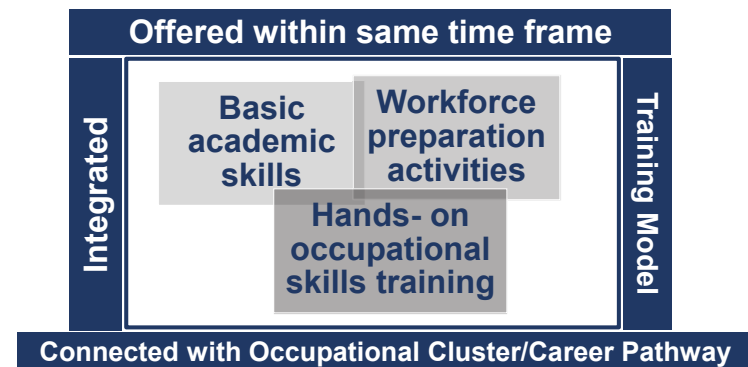 Offered within same time frame
Integrated
Basic
academic
skills
Workforce
preparation
activities
Hands- on
occupational
skills training
Training Model
Connected with Occupational Cluster/Career Pathway